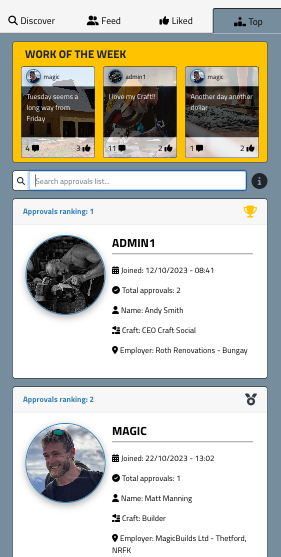 Discover Feed Liked Top
WORK OF THE WEEK
magic admin1 magic
Tuesday seems a long way from Friday
I love my Craft!!
Another day another dollar
4 3 11 2 1 2
Search approvals list...
Approvals ranking: 1
ADMIN1
Joined: 12/10/2023 - 08:41
Total approvals: 2
Name: Andy Smith
Craft: CEO Craft Social
Employer: Roth Renovations - Bungay
Approvals ranking: 2
MAGIC
Joined: 22/10/2023 - 13:02
Total approvals: 1
Name: Matt Manning
Craft: Builder
Employer: MagicBuilds Ltd - Thetford,
NRFK